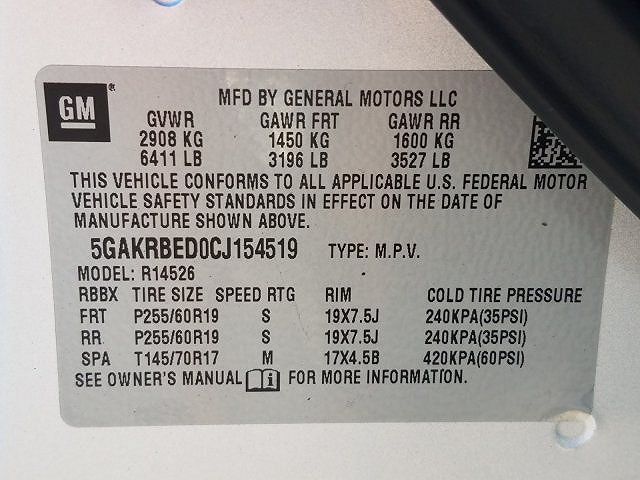 GM®
MFD BY GENERAL MOTORS LLC
GVWR GAWR FRT GAWR RR
2908 KG 1450 KG 1600 KG
6411 LB 3196 LB 3527 LB
THIS VEHICLE CONFORMS TO ALL APPLICABLE U.S. FEDERAL MOTOR
VEHICLE SAFETY STANDARDS IN EFFECT ON THE DATE OF
MANUFACTURE SHOWN ABOVE.
5GAKRBED0CJ154519 TYPE: M.P.V.
MODEL: R14526
RBBX TIRE SIZE SPEED RTG RIM COLD TIRE PRESSURE
FRT P255/60R19 S 19X7.5J 240KPA(35PSI)
RR P255/60R19 S 19X7.5J 240KPA(35PSI)
SPA T145/70R17 M 17X4.5B 420KPA(60PSI)
SEE OWNER'S MANUAL i FOR MORE INFORMATION.